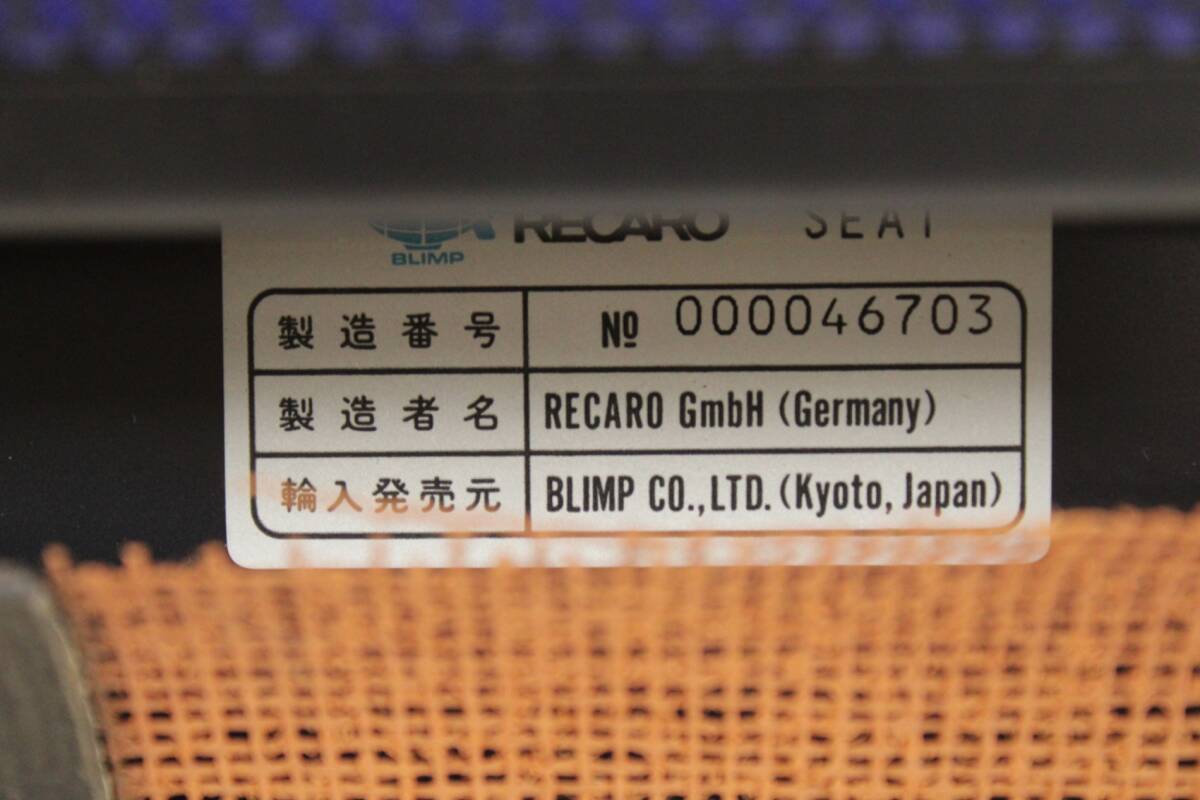 RECARO SEAT
BLIMP
製造番号 № 000046703
製造者名 RECARO GmbH (Germany)
輪入発売元 BLIMP CO.,LTD. (Kyoto, Japan)